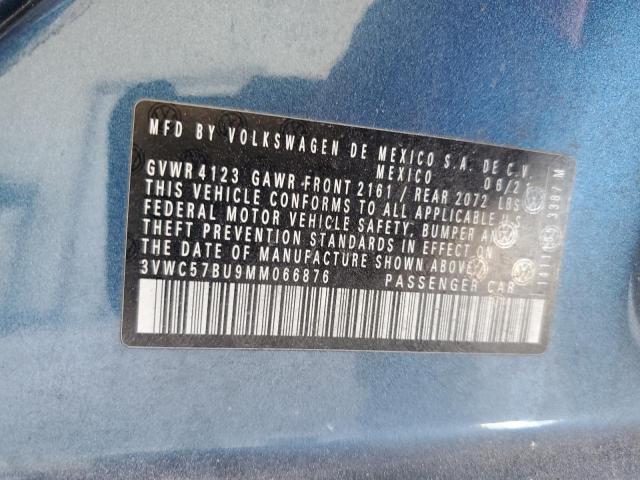 MFD BY VOLKSWAGEN DE MEXICO S.A. DE C.V.
MEXICO 06/2
GVWR 4123 GAWR-FRONT 2161 / REAR 2072 LBS
THIS VEHICLE CONFORMS TO ALL APPLICABLE U.S.
FEDERAL MOTOR VEHICLE SAFETY, BUMPER AND
THEFT PREVENTION STANDARDS IN EFFECT ON
THE DATE OF MANUFACTURE SHOWN ABOVE
3VWC57BU9MM066876 PASSENGER CAR